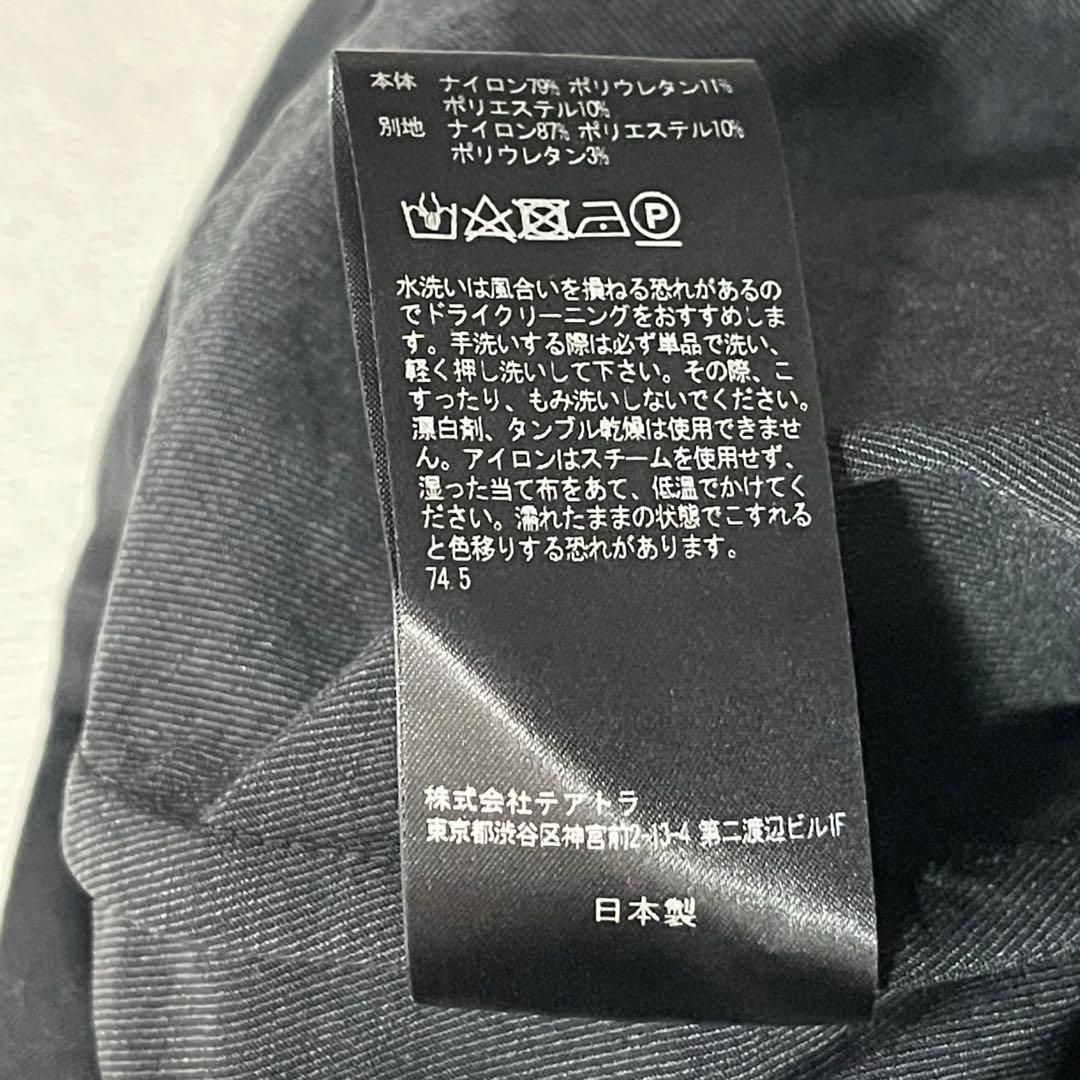 本体 ナイロン79% ポリウレタン11%
ポリエステル10%
別地 ナイロン87% ポリエステル10%
ポリウレタン3%
P
水洗いは風合いを損ねる恐れがあるの
でドライクリーニングをおすすめしま
す。手洗いする際は必ず単品で洗い、
軽く押し洗いして下さい。その際、こ
すったり、もみ洗いしないでください。
漂白剤、タンブル乾燥は使用できませ
ん。アイロンはスチームを使用せず、
湿った当て布をあて、低温でかけてく
ださい。濡れたままの状態でこすれる
と色移りする恐れがあります。
74.5
株式会社テアトラ
東京都渋谷区神宮前2-13-4 第二渡辺ビル1F
日本製